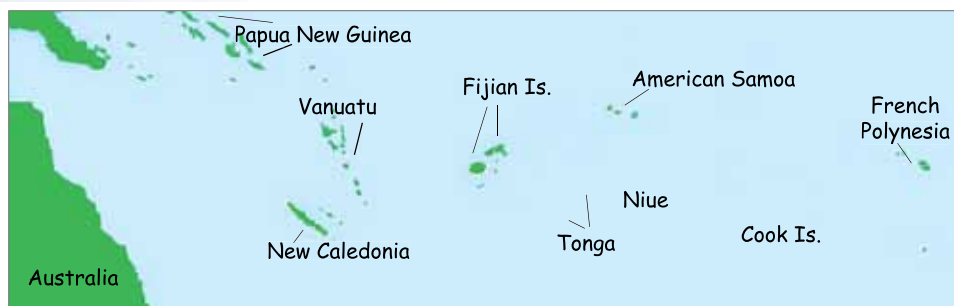 Papua New Guinea
American Samoa
Fijian Is.
Vanuatu
French
Polynesia
Niue
Cook Is.
Tonga
New Caledonia
Australia